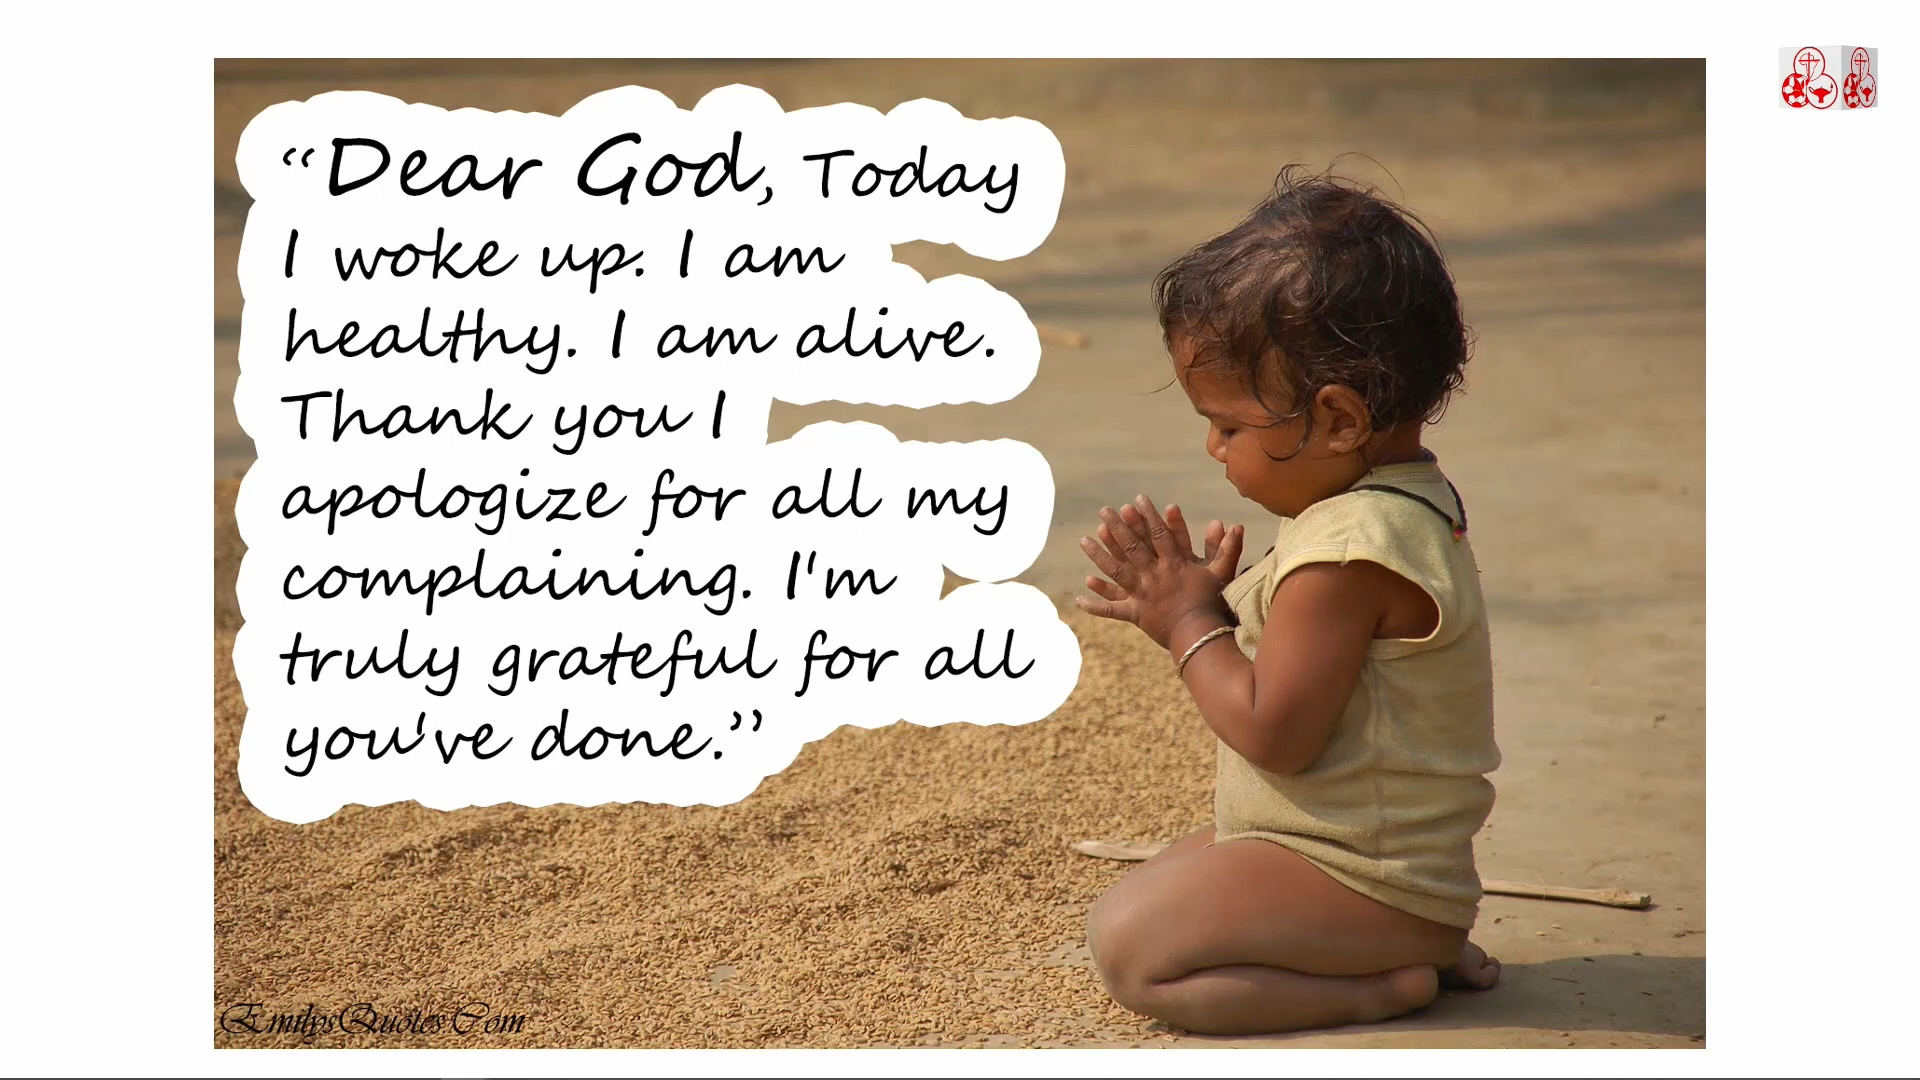 “Dear God, Today
I woke up. I am
healthy. I am alive.
Thank you I
apologize for all my
complaining. I'm
truly grateful for all
you've done.”
EmilysQuotes.Com